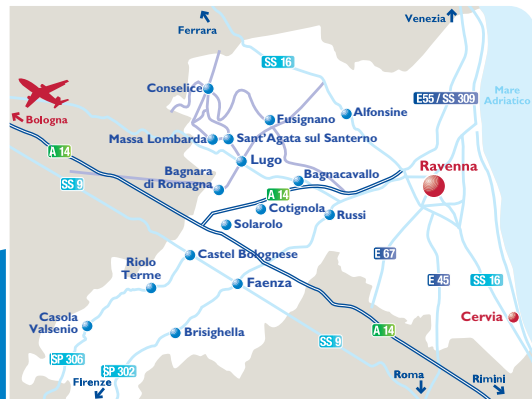 Venezia
Ferrara
SS 16
Mare
Adriatico
Conselice
E55 / SS 309
Fusignano
Alfonsine
Bologna
Massa Lombarda
Sant'Agata sul Santerno
A 14
Lugo
Ravenna
Bagnara
di Romagna
Bagnacavallo
SS 9
A 14
Cotignola
Russi
Solarolo
Castel Bolognese
E 67
Riolo
Terme
Faenza
E 45
SS 16
Casola
Valsenio
Cervia
Brisighella
A 14
SS 9
SP 306
SP 302
Firenze
Roma
Rimini